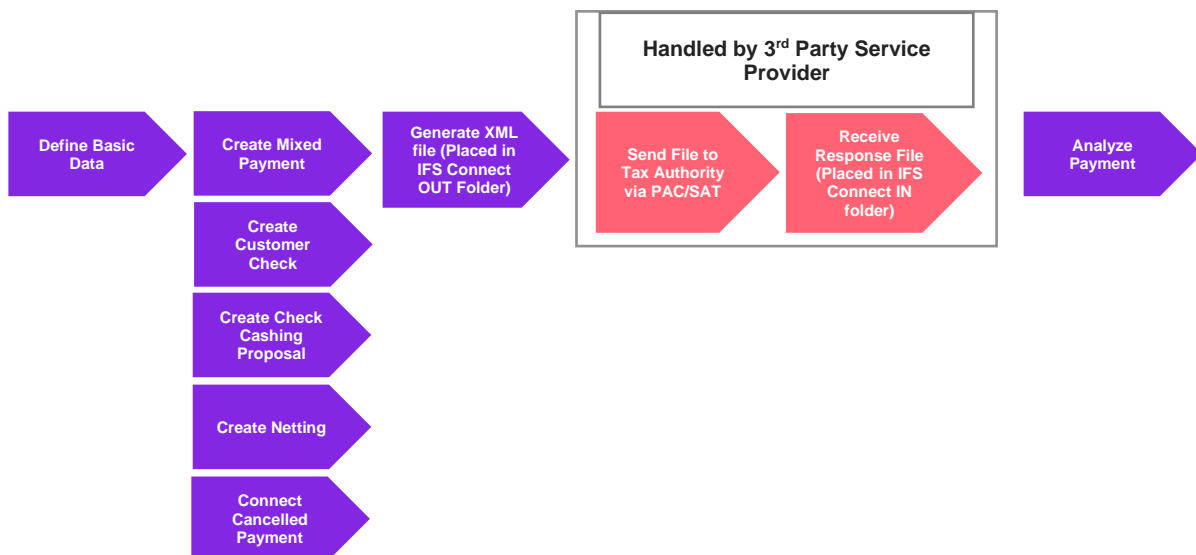 Handled by 3rd Party Service
Provider
Define Basic
Data
Create Mixed
Payment
Generate XML
file (Placed in
IFS Connect
OUT Folder)
Send File to
Tax Authority
via PAC/SAT
Receive
Response File
(Placed in IFS
Connect IN
folder)
Analyze
Payment
Create
Customer
Check
Create Check
Cashing
Proposal
Create Netting
Connect
Cancelled
Payment